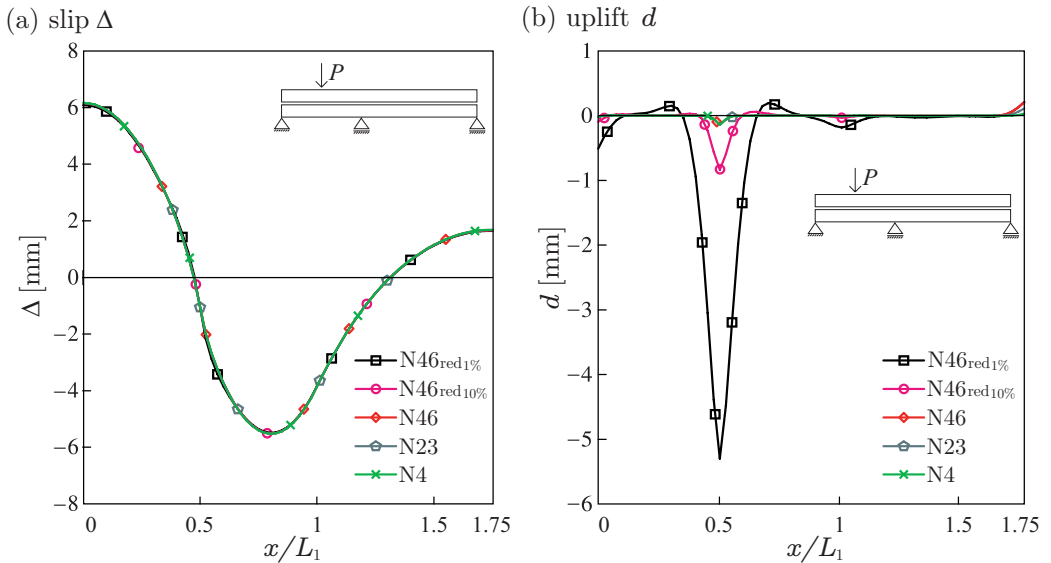 (a) slip Δ
6
4
2
0
−2
−4
−6
−8
Δ [mm]
P
N46red1%
N46red10%
N46
N23
N4
0 0.5 1 1.5 1.75
x/L1
(b) uplift d
1
0
−1
−2
−3
−4
−5
−6
d [mm]
P
N46red1%
N46red10%
N46
N23
N4
0 0.5 1 1.5 1.75
x/L1